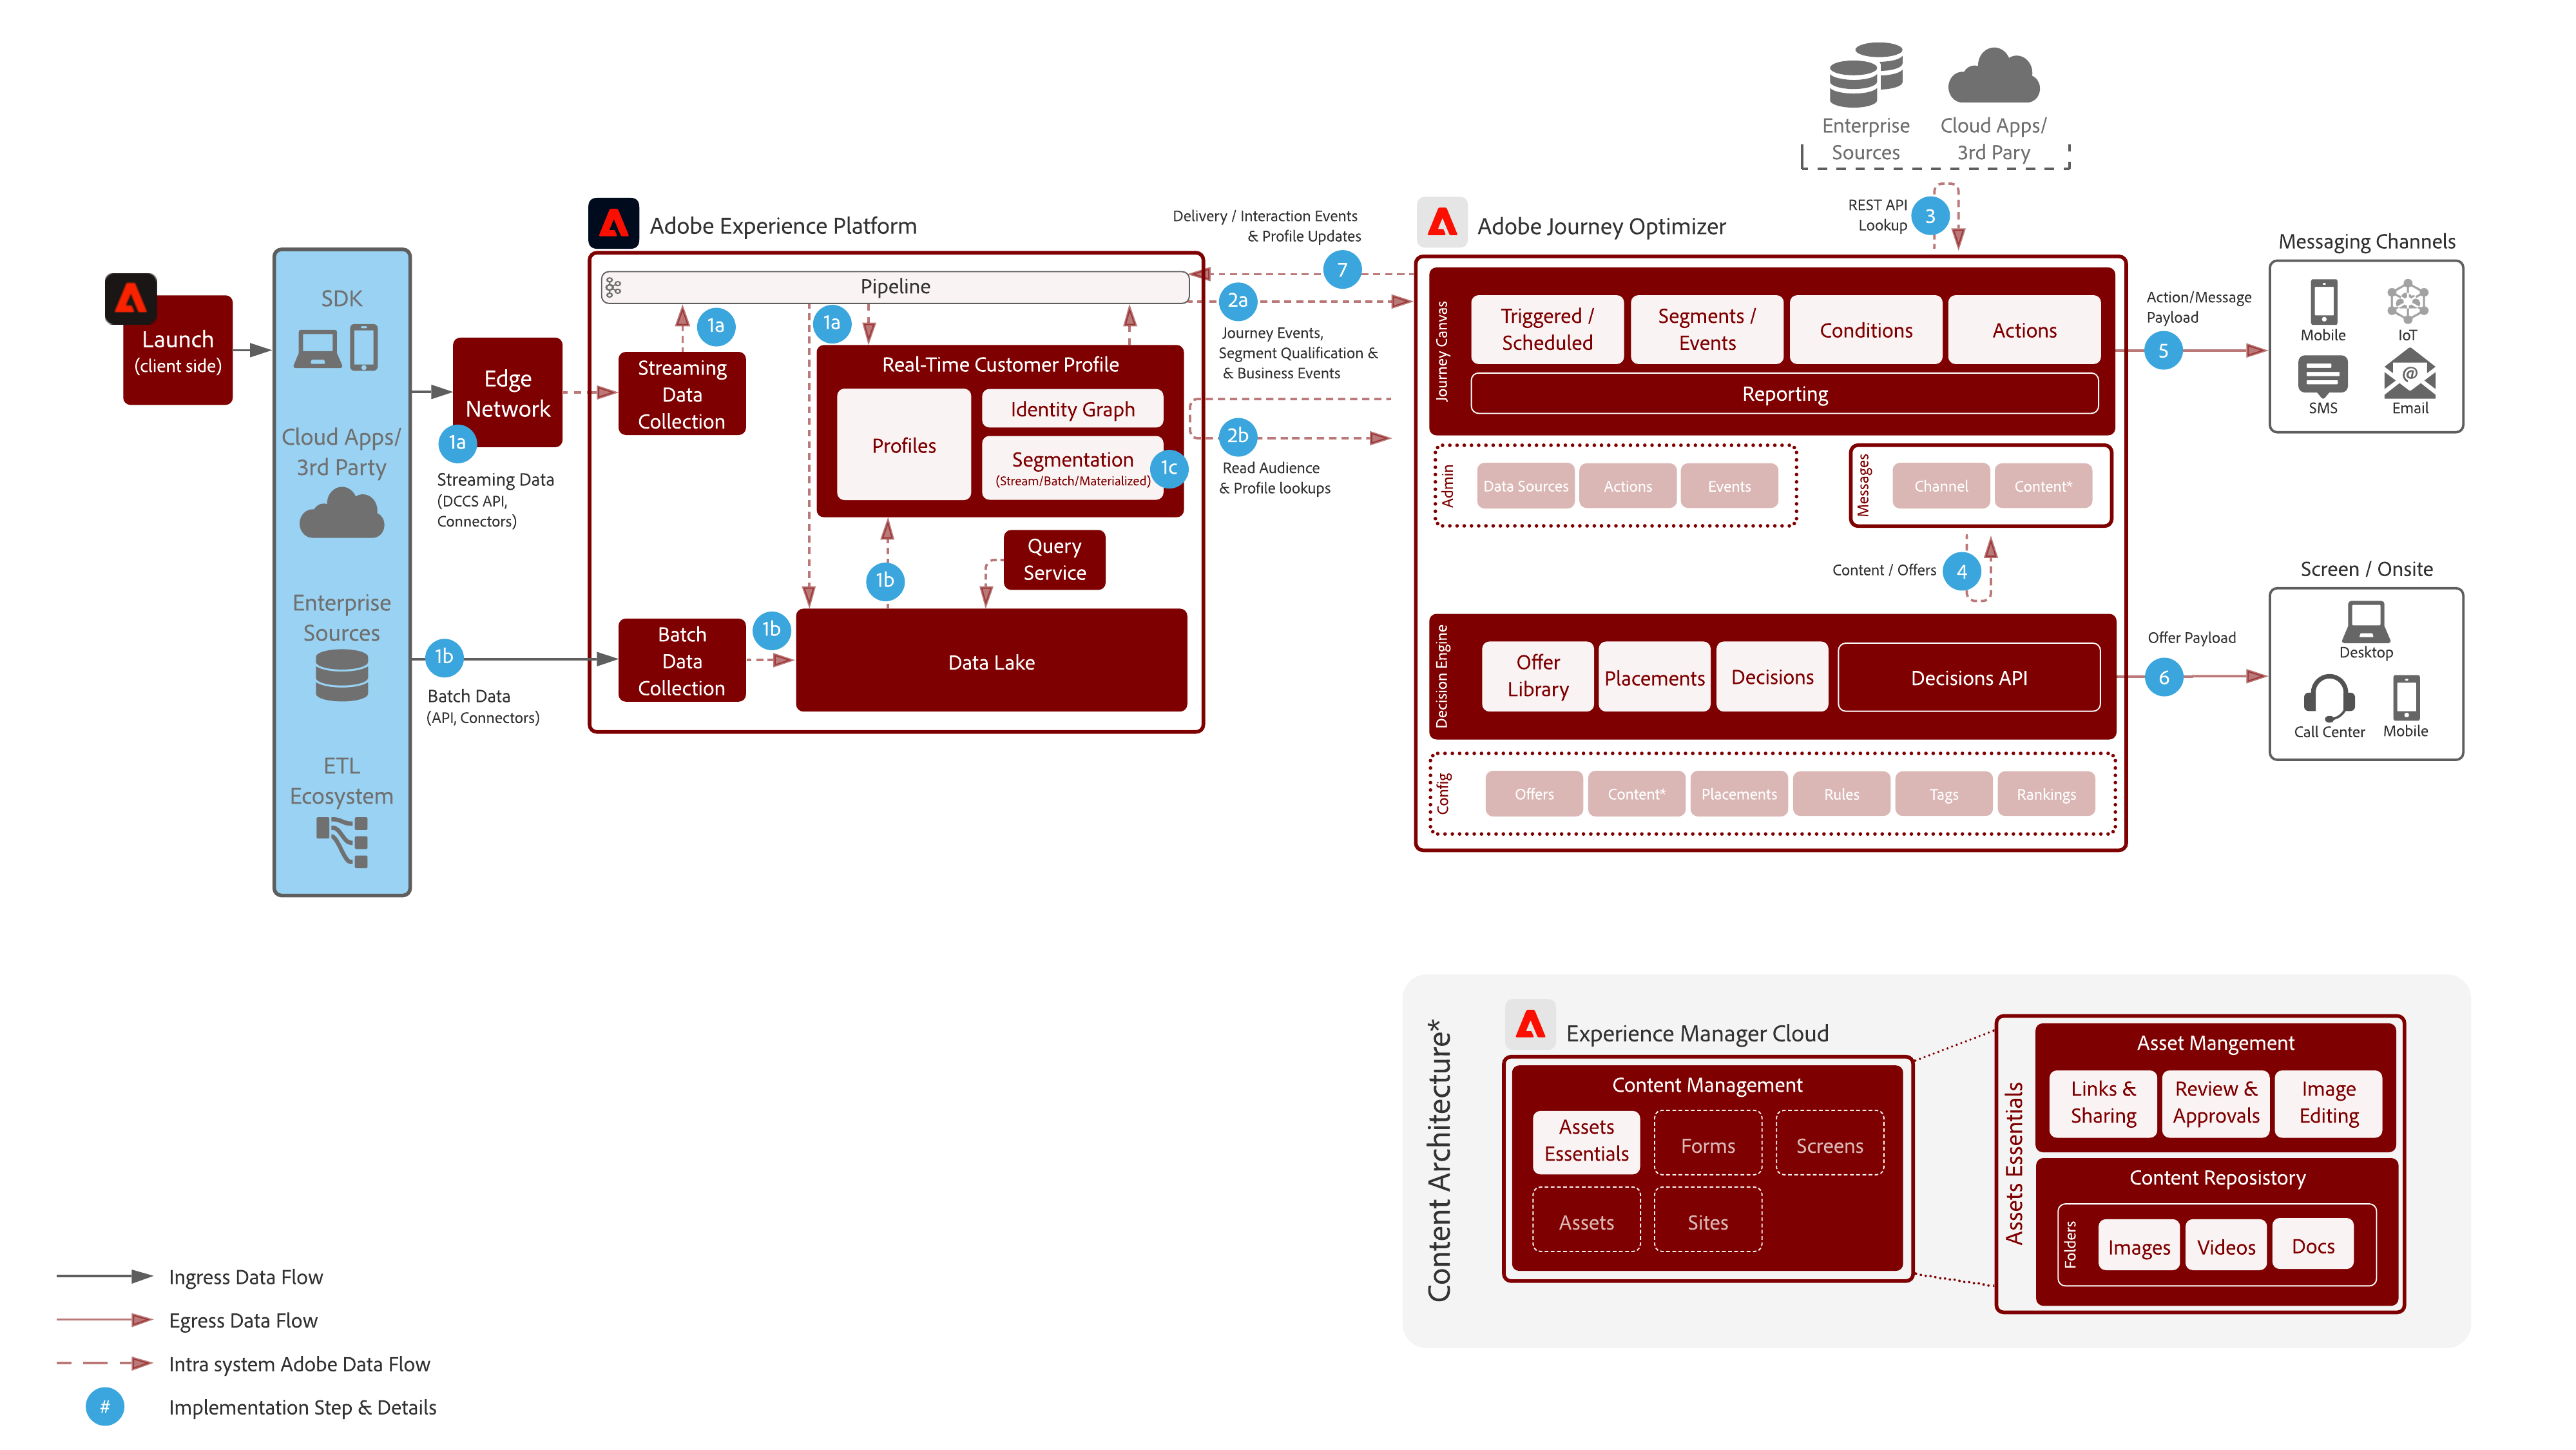 Enterprise
Sources
Cloud Apps/
3rd Pary
REST API
Lookup
3
Launch
(client side)
SDK
Cloud Apps/
3rd Party
Enterprise
Sources
ETL
Ecosystem
Edge
Network
1a
Streaming Data
(DCCS API,
Connectors)
1b
Batch Data
(API, Connectors)
Adobe Experience Platform
Pipeline
1a
1a
Streaming
Data
Collection
Real-Time Customer Profile
Profiles
Identity Graph
Segmentation
(Stream/Batch/Materialized)
1c
Query
Service
1b
1b
Batch
Data
Collection
Data Lake
Delivery / Interaction Events
& Profile Updates
7
2a
Journey Events,
Segment Qualification &
& Business Events
2b
Read Audience
& Profile lookups
Adobe Journey Optimizer
Journey Canvas
Triggered /
Scheduled
Segments /
Events
Conditions
Actions
Reporting
Admin
Data Sources
Actions
Events
Messages
Channel
Content*
Content / Offers
4
Decision Engine
Offer
Library
Placements
Decisions
Decisions API
Config
Offers
Content*
Placements
Rules
Tags
Rankings
Action/Message
Payload
5
Messaging Channels
Mobile
IoT
SMS
@
Email
Offer Payload
6
Screen / Onsite
Desktop
Call Center
Mobile
Content Architecture*
Experience Manager Cloud
Content Management
Assets
Essentials
Forms
Screens
Assets
Sites
Assets Essentials
Asset Mangement
Links &
Sharing
Review &
Approvals
Image
Editing
Content Reposistory
Folders
Images
Videos
Docs
Ingress Data Flow
Egress Data Flow
Intra system Adobe Data Flow
#
Implementation Step & Details